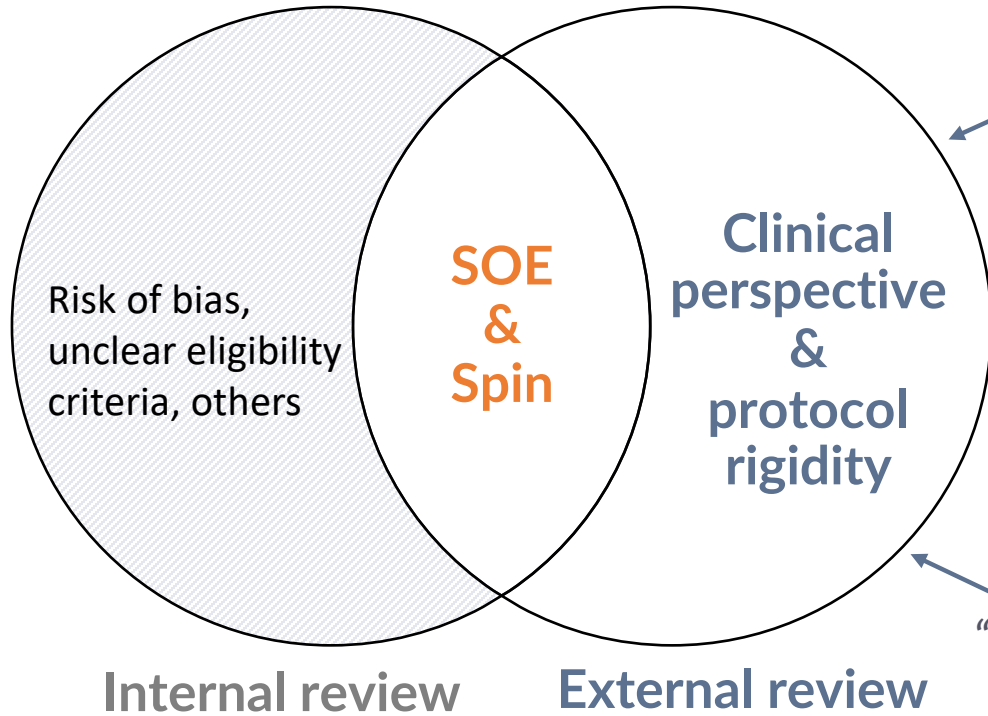 Risk of bias,
unclear eligibility
criteria, others
SOE
&
Spin
Clinical
perspective
&
protocol
rigidity
“
Internal review
External review